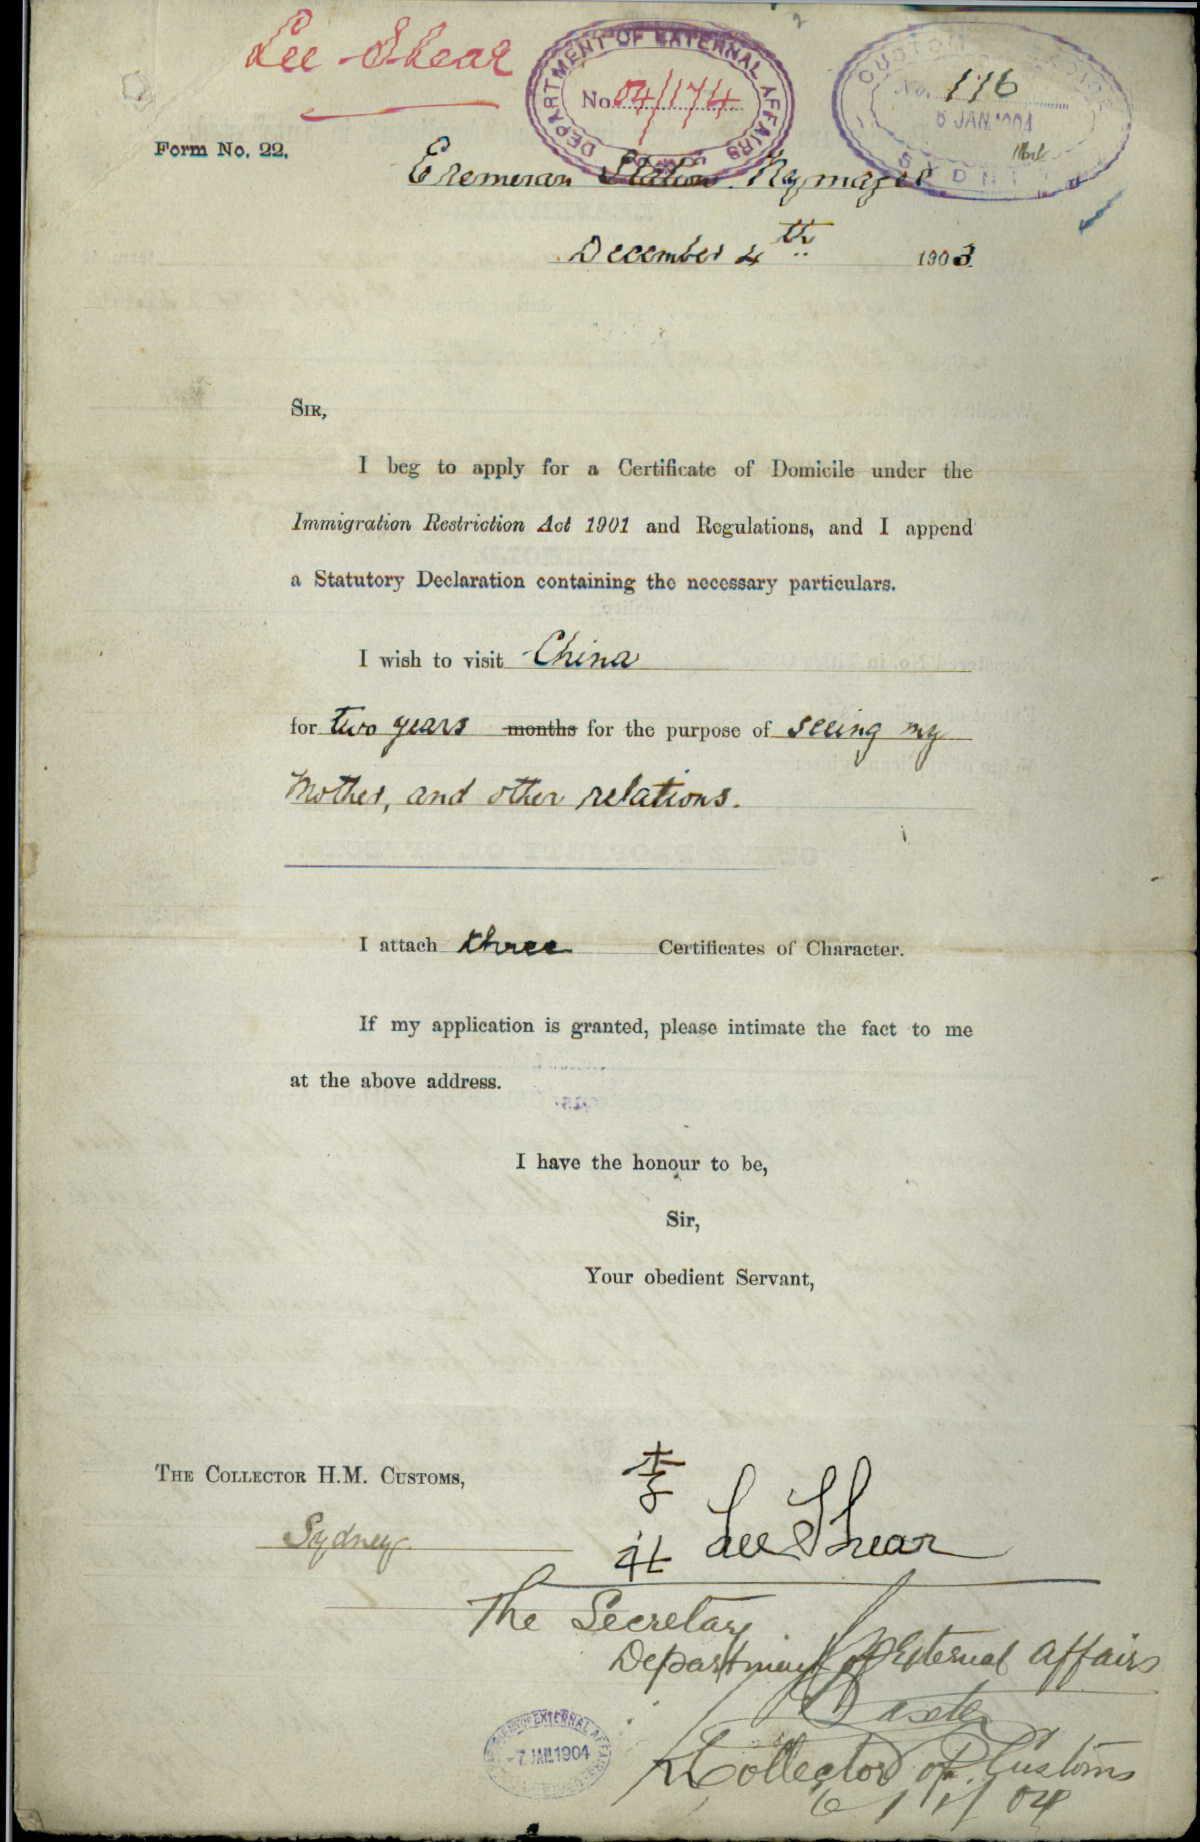 Lee Shear
DEPARTMENT OF EXTERNAL AFFAIRS
No. 04/174
No. 116
6 JAN. 1904
SYDNEY
Form No. 22.
Eremeran Station. Nymagee
December 4th 1903
SIR,
I beg to apply for a Certificate of Domicile under the
Immigration Restriction Act 1901 and Regulations, and I append
a Statutory Declaration containing the necessary particulars.
I wish to visit China
for two years months for the purpose of seeing my
Mother, and other relations.
I attach three Certificates of Character.
If my application is granted, please intimate the fact to me
at the above address.
I have the honour to be,
Sir,
Your obedient Servant,
THE COLLECTOR H.M. CUSTOMS,
Sydney
李
社 Lee Shear
The Secretary
Department of External Affairs
Collector of Customs
6/1/04
7 JAN. 1904